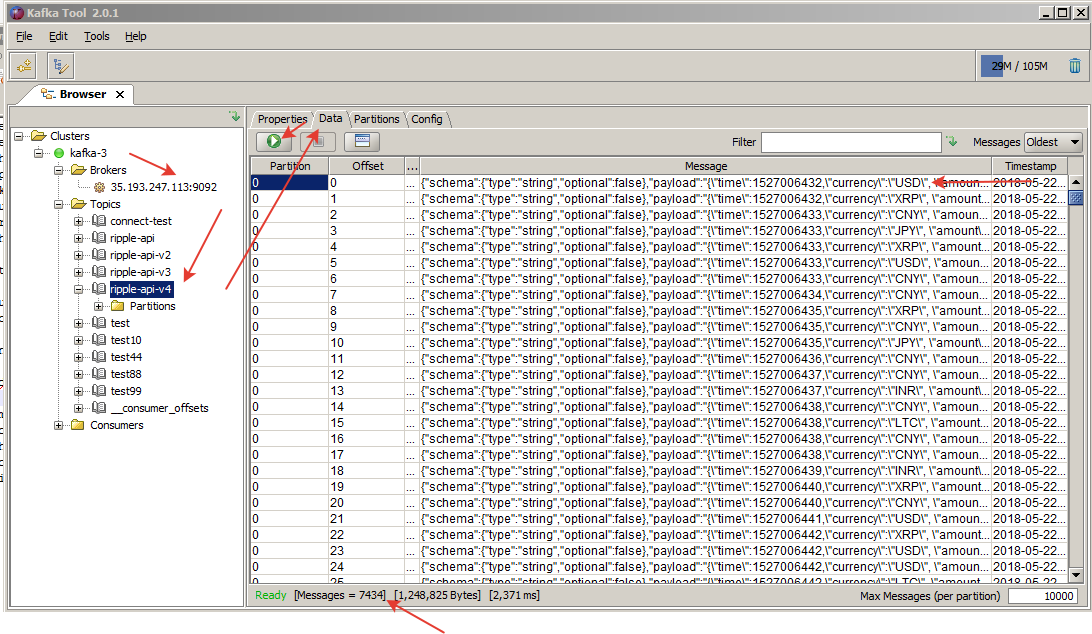 Kafka Tool 2.0.1
File Edit Tools Help
29M / 105M
Browser
Clusters
kafka-3
Brokers
35.193.247.113:9092
Topics
connect-test
ripple-api
ripple-api-v2
ripple-api-v3
ripple-api-v4
Partitions
test
test10
test44
test88
test99
__consumer_offsets
Consumers
Properties Data Partitions Config
Filter Messages Oldest
Partition Offset ... Message Timestamp
0 0 ... {"schema":{"type":"string","optional":false},"payload":"{\"time\":1527006432,\"currency\":\"USD\", \"amoun... 2018-05-22...
0 1 ... {"schema":{"type":"string","optional":false},"payload":"{\"time\":1527006432,\"currency\":\"XRP\", \"amount... 2018-05-22...
0 2 ... {"schema":{"type":"string","optional":false},"payload":"{\"time\":1527006433,\"currency\":\"CNY\", \"amoun... 2018-05-22...
0 3 ... {"schema":{"type":"string","optional":false},"payload":"{\"time\":1527006433,\"currency\":\"JPY\", \"amount... 2018-05-22...
0 4 ... {"schema":{"type":"string","optional":false},"payload":"{\"time\":1527006433,\"currency\":\"XRP\", \"amount... 2018-05-22...
0 5 ... {"schema":{"type":"string","optional":false},"payload":"{\"time\":1527006433,\"currency\":\"USD\", \"amoun... 2018-05-22...
0 6 ... {"schema":{"type":"string","optional":false},"payload":"{\"time\":1527006433,\"currency\":\"CNY\", \"amoun... 2018-05-22...
0 7 ... {"schema":{"type":"string","optional":false},"payload":"{\"time\":1527006434,\"currency\":\"CNY\", \"amoun... 2018-05-22...
0 8 ... {"schema":{"type":"string","optional":false},"payload":"{\"time\":1527006435,\"currency\":\"XRP\", \"amount... 2018-05-22...
0 9 ... {"schema":{"type":"string","optional":false},"payload":"{\"time\":1527006435,\"currency\":\"CNY\", \"amoun... 2018-05-22...
0 10 ... {"schema":{"type":"string","optional":false},"payload":"{\"time\":1527006435,\"currency\":\"JPY\", \"amount... 2018-05-22...
0 11 ... {"schema":{"type":"string","optional":false},"payload":"{\"time\":1527006436,\"currency\":\"CNY\", \"amoun... 2018-05-22...
0 12 ... {"schema":{"type":"string","optional":false},"payload":"{\"time\":1527006437,\"currency\":\"CNY\", \"amoun... 2018-05-22...
0 13 ... {"schema":{"type":"string","optional":false},"payload":"{\"time\":1527006437,\"currency\":\"INR\", \"amount... 2018-05-22...
0 14 ... {"schema":{"type":"string","optional":false},"payload":"{\"time\":1527006438,\"currency\":\"CNY\", \"amoun... 2018-05-22...
0 15 ... {"schema":{"type":"string","optional":false},"payload":"{\"time\":1527006438,\"currency\":\"LTC\", \"amount... 2018-05-22...
0 16 ... {"schema":{"type":"string","optional":false},"payload":"{\"time\":1527006438,\"currency\":\"CNY\", \"amoun... 2018-05-22...
0 17 ... {"schema":{"type":"string","optional":false},"payload":"{\"time\":1527006438,\"currency\":\"CNY\", \"amoun... 2018-05-22...
0 18 ... {"schema":{"type":"string","optional":false},"payload":"{\"time\":1527006439,\"currency\":\"INR\", \"amount\... 2018-05-22...
0 19 ... {"schema":{"type":"string","optional":false},"payload":"{\"time\":1527006440,\"currency\":\"XRP\", \"amount... 2018-05-22...
0 20 ... {"schema":{"type":"string","optional":false},"payload":"{\"time\":1527006440,\"currency\":\"CNY\", \"amoun... 2018-05-22...
0 21 ... {"schema":{"type":"string","optional":false},"payload":"{\"time\":1527006441,\"currency\":\"USD\", \"amoun... 2018-05-22...
0 22 ... {"schema":{"type":"string","optional":false},"payload":"{\"time\":1527006442,\"currency\":\"XRP\", \"amount... 2018-05-22...
0 23 ... {"schema":{"type":"string","optional":false},"payload":"{\"time\":1527006442,\"currency\":\"USD\", \"amoun... 2018-05-22...
0 24 ... {"schema":{"type":"string","optional":false},"payload":"{\"time\":1527006442,\"currency\":\"USD\", \"amoun... 2018-05-22...
0 25 ... {"schema":{"type":"string","optional":false},"payload":"{\"time\":1527006442,\"currency\":\"LTC\", \"amount... 2018-05-22...
Ready [Messages = 7434] [1,248,825 Bytes] [2,371 ms] Max Messages (per partition) 10000